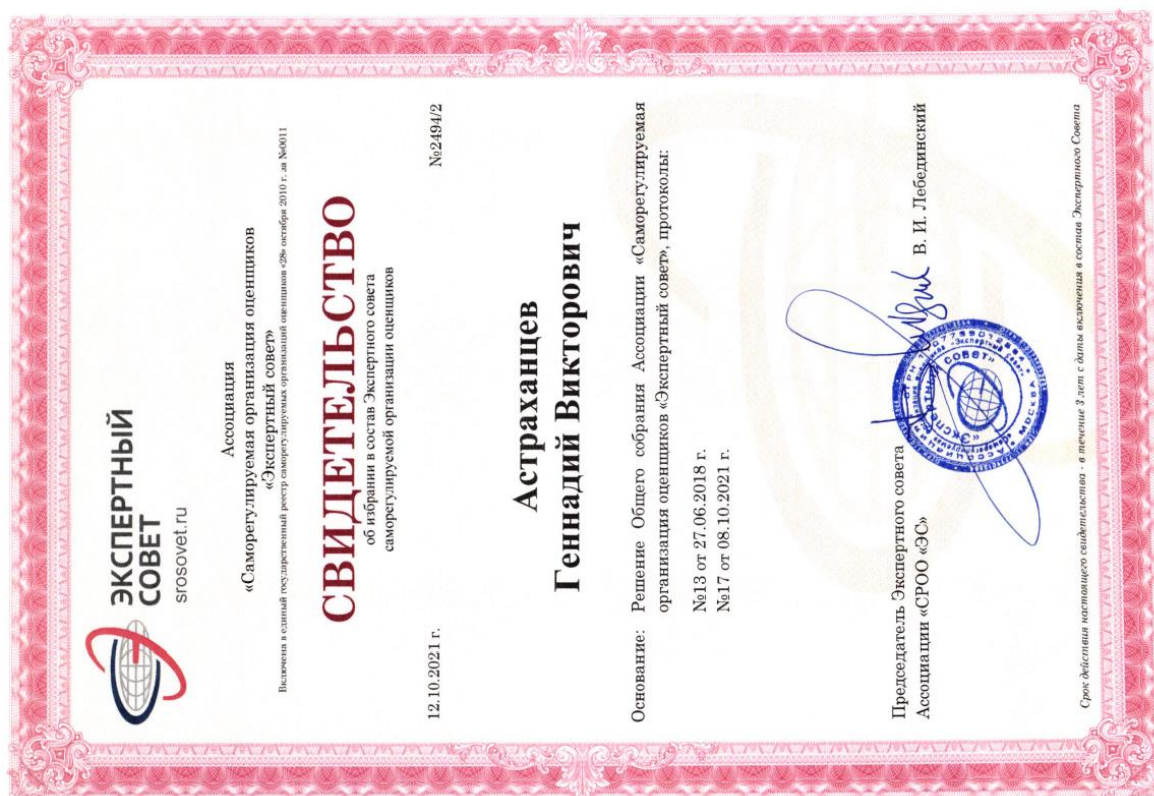 ЭКСПЕРТНЫЙ
СОВЕТ
srosovet.ru
Ассоциация
«Саморегулируемая организация оценщиков
«Экспертный совет»
Включена в единый государственный реестр саморегулируемых организаций оценщиков «28» октября 2010 г. за №0011
СВИДЕТЕЛЬСТВО
об избрании в состав Экспертного совета
саморегулируемой организации оценщиков
12.10.2021 г. №2494/2
Астраханцев
Геннадий Викторович
Основание: Решение Общего собрания Ассоциации «Саморегулируемая
организация оценщиков «Экспертный совет», протоколы:
№13 от 27.06.2018 г.
№17 от 08.10.2021 г.
Председатель Экспертного совета
Ассоциации «СРОО «ЭС» В. И. Лебединский
«ЭКСПЕРТНЫЙ СОВЕТ»
Срок действия настоящего свидетельства - в течение 3 лет с даты включения в состав Экспертного Совета